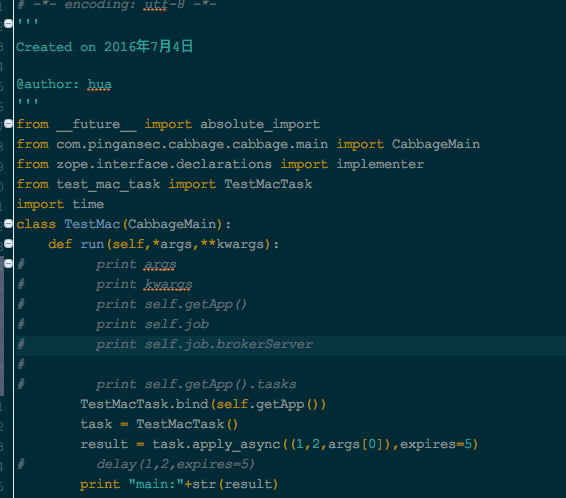 # -*- encoding: utf-8 -*-
'''
Created on 2016年7月4日
@author: hua
'''
from __future__ import absolute_import
from com.pingansec.cabbage.cabbage.main import CabbageMain
from zope.interface.declarations import implementer
from test_mac_task import TestMacTask
import time
class TestMac(CabbageMain):
    def run(self,*args,**kwargs):
#         print args
#         print kwargs
#         print self.getApp()
#         print self.job
#         print self.job.brokerServer
#
#         print self.getApp().tasks
        TestMacTask.bind(self.getApp())
        task = TestMacTask()
        result = task.apply_async((1,2,args[0]),expires=5)
#         delay(1,2,expires=5)
        print "main:"+str(result)